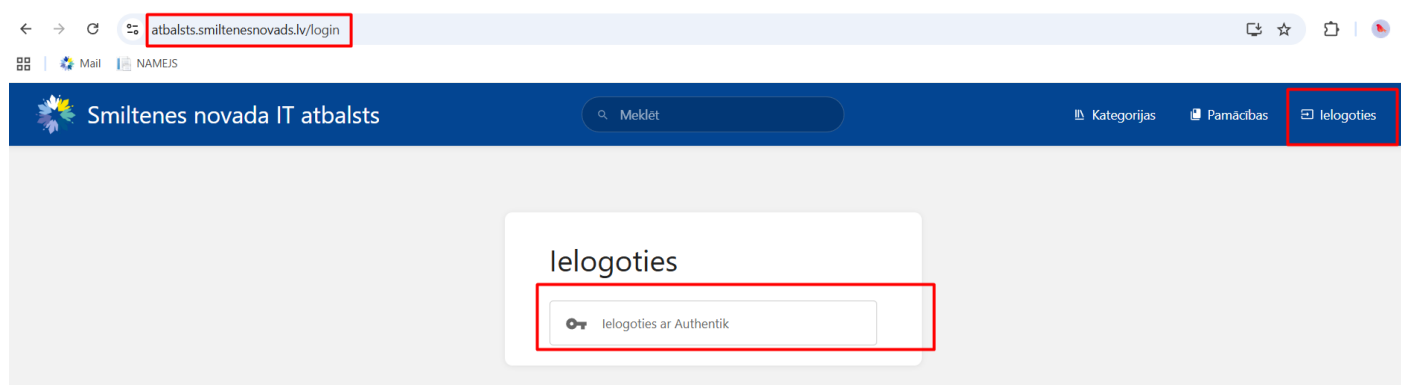 atbalsts.smiltenesnovads.lv/login
Mail NAMEJS
Smiltenes novada IT atbalsts Meklēt Kategorijas Pamācības Ielogoties
Ielogoties
Ielogoties ar Authentik